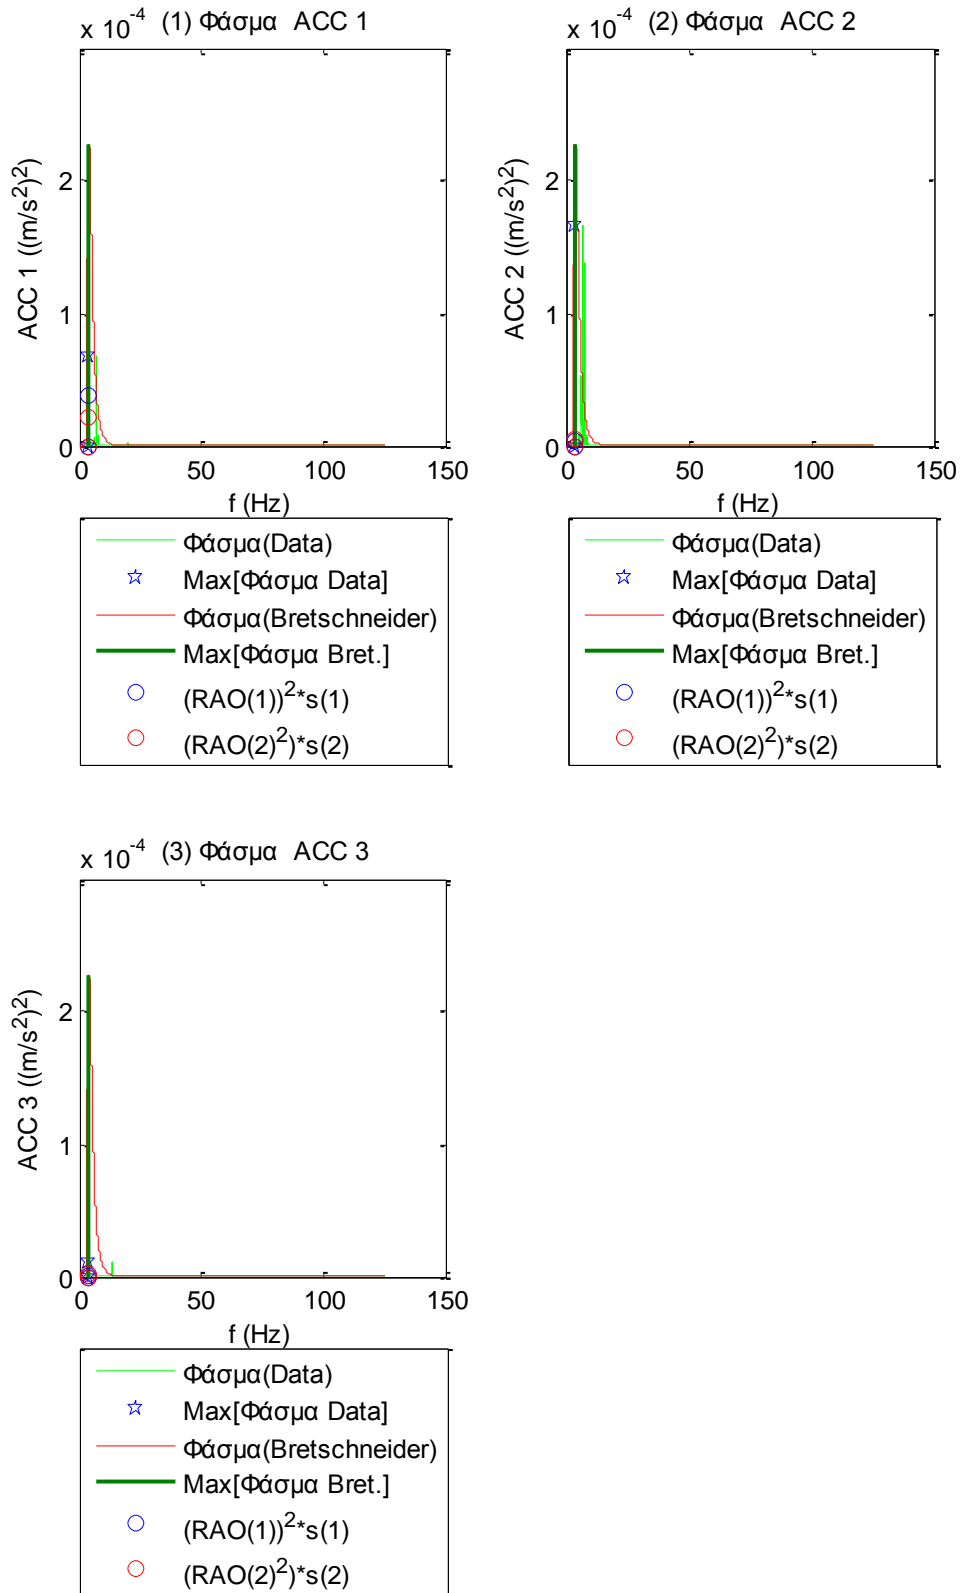 x 10^-4 (1) Φάσμα ACC 1
ACC 1 ((m/s^2)^2)
2
1
0
0 50 100 150
f (Hz)
Φάσμα(Data)
Max[Φάσμα Data]
Φάσμα(Bretschneider)
Max[Φάσμα Bret.]
(RAO(1))^2*s(1)
(RAO(2)^2)*s(2)
x 10^-4 (2) Φάσμα ACC 2
ACC 2 ((m/s^2)^2)
2
1
0
0 50 100 150
f (Hz)
Φάσμα(Data)
Max[Φάσμα Data]
Φάσμα(Bretschneider)
Max[Φάσμα Bret.]
(RAO(1))^2*s(1)
(RAO(2)^2)*s(2)
x 10^-4 (3) Φάσμα ACC 3
ACC 3 ((m/s^2)^2)
2
1
0
0 50 100 150
f (Hz)
Φάσμα(Data)
Max[Φάσμα Data]
Φάσμα(Bretschneider)
Max[Φάσμα Bret.]
(RAO(1))^2*s(1)
(RAO(2)^2)*s(2)